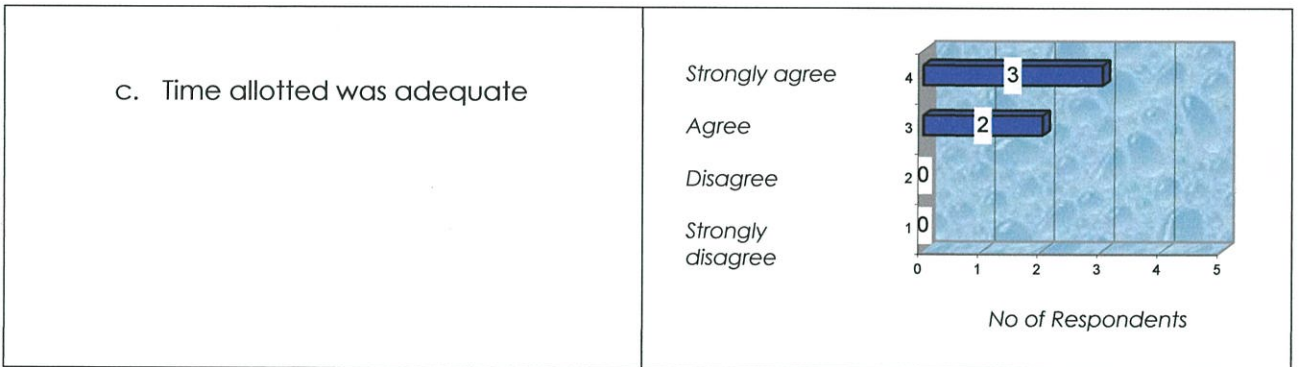 c. Time allotted was adequate
Strongly agree
4
3
Agree
3
2
Disagree
2
0
Strongly
disagree
1
0
0 1 2 3 4 5
No of Respondents